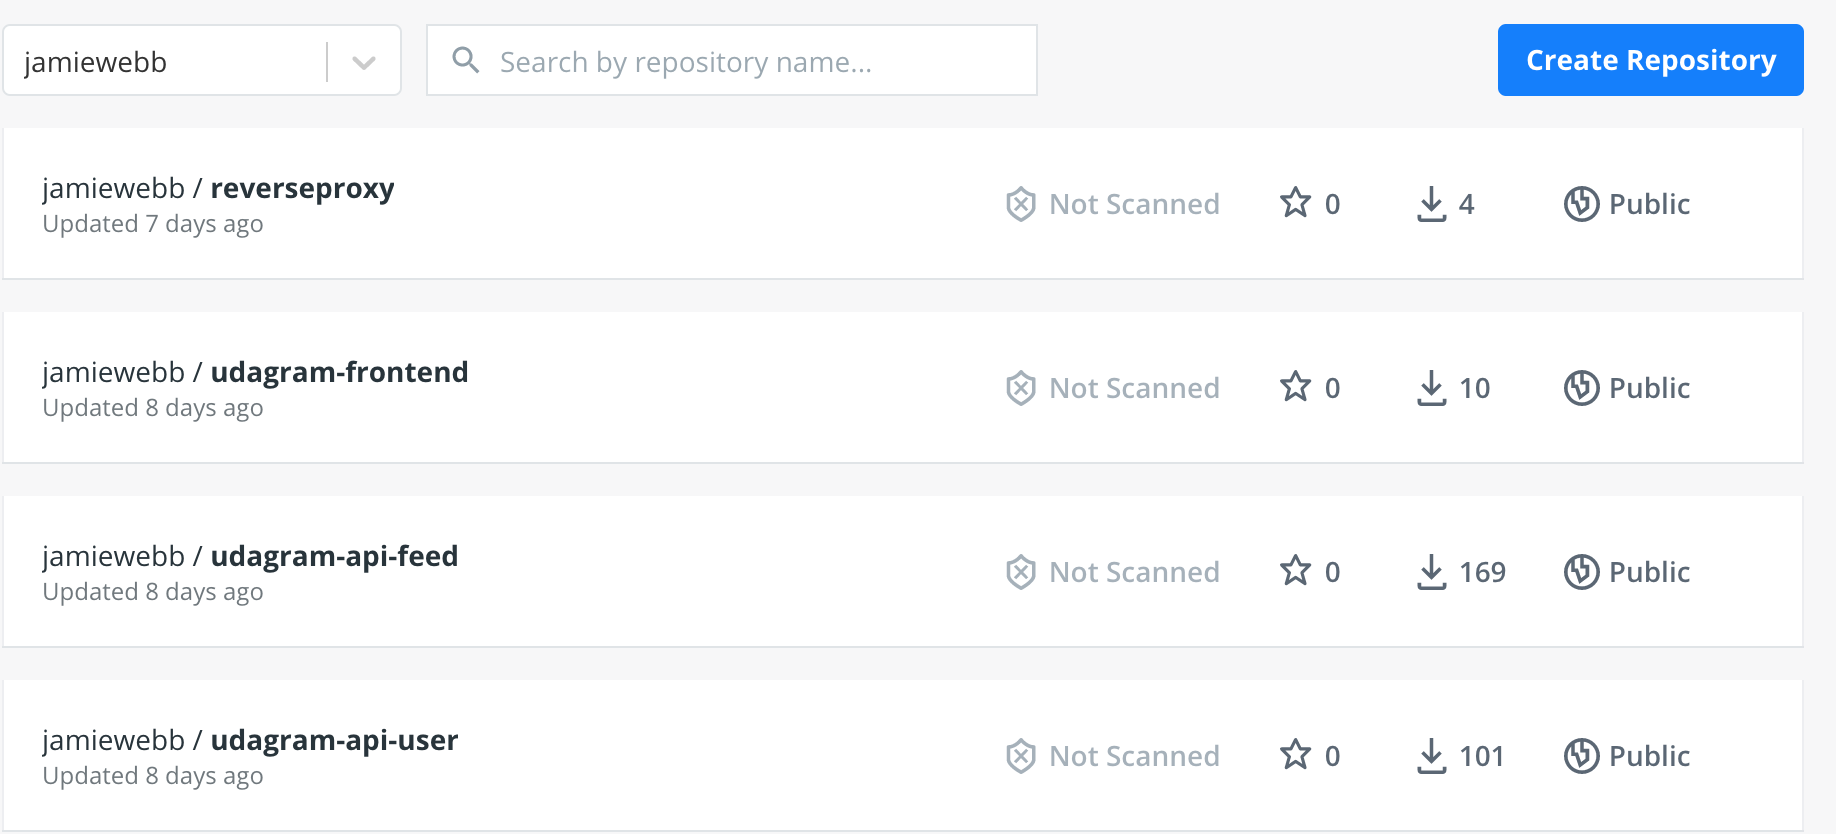 jamiewebb
Search by repository name...
Create Repository
jamiewebb / reverseproxy
Updated 7 days ago
Not Scanned
0
4
Public
jamiewebb / udagram-frontend
Updated 8 days ago
Not Scanned
0
10
Public
jamiewebb / udagram-api-feed
Updated 8 days ago
Not Scanned
0
169
Public
jamiewebb / udagram-api-user
Updated 8 days ago
Not Scanned
0
101
Public